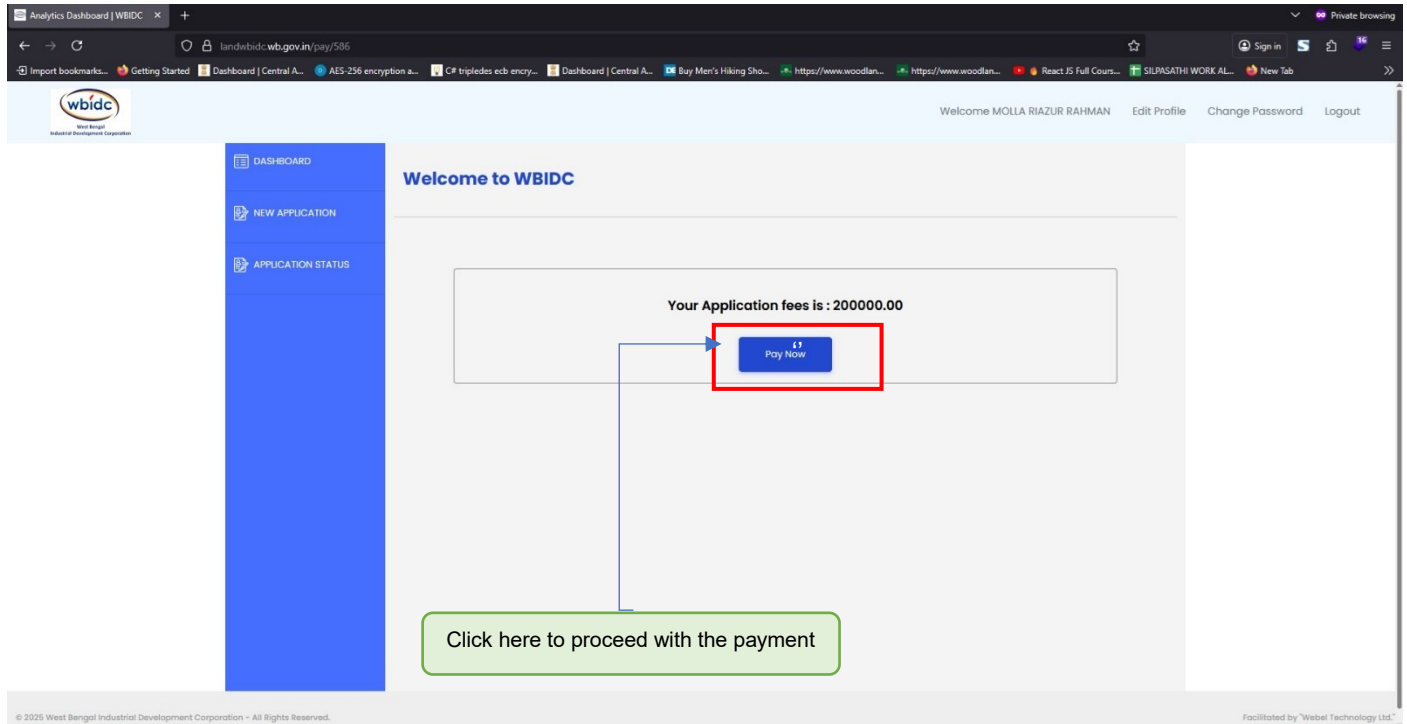 Analytics Dashboard | WBIDC
Private browsing
landwbidc.wb.gov.in/pay/586
Sign in
16
Import bookmarks...
Getting Started
Dashboard | Central A...
AES-256 encryption a...
C# tripledes ecb encry...
Dashboard | Central A...
Buy Men's Hiking Sho...
https://www.woodlan...
https://www.woodlan...
React JS Full Cours...
SILPASATHI WORK AL...
New Tab
wbidc
West Bengal
Industrial Development Corporation
Welcome MOLLA RIAZUR RAHMAN
Edit Profile
Change Password
Logout
DASHBOARD
NEW APPLICATION
APPLICATION STATUS
Welcome to WBIDC
Your Application fees is : 200000.00
Pay Now
Click here to proceed with the payment
© 2025 West Bengal Industrial Development Corporation - All Rights Reserved.
Facilitated by "Webel Technology Ltd."